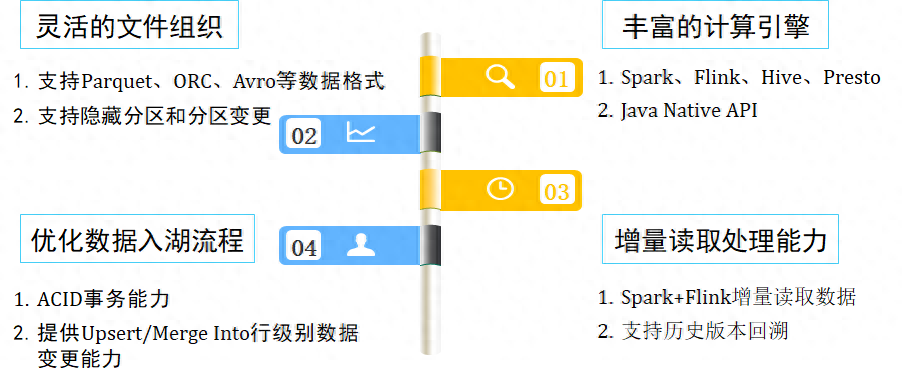 灵活的文件组织
1. 支持Parquet、ORC、Avro等数据格式
2. 支持隐藏分区和分区变更
丰富的计算引擎
1. Spark、Flink、Hive、Presto
2. Java Native API
01
02
03
04
优化数据入湖流程
1. ACID事务能力
2. 提供Upsert/Merge Into行级别数据
变更能力
增量读取处理能力
1. Spark+Flink增量读取数据
2. 支持历史版本回溯